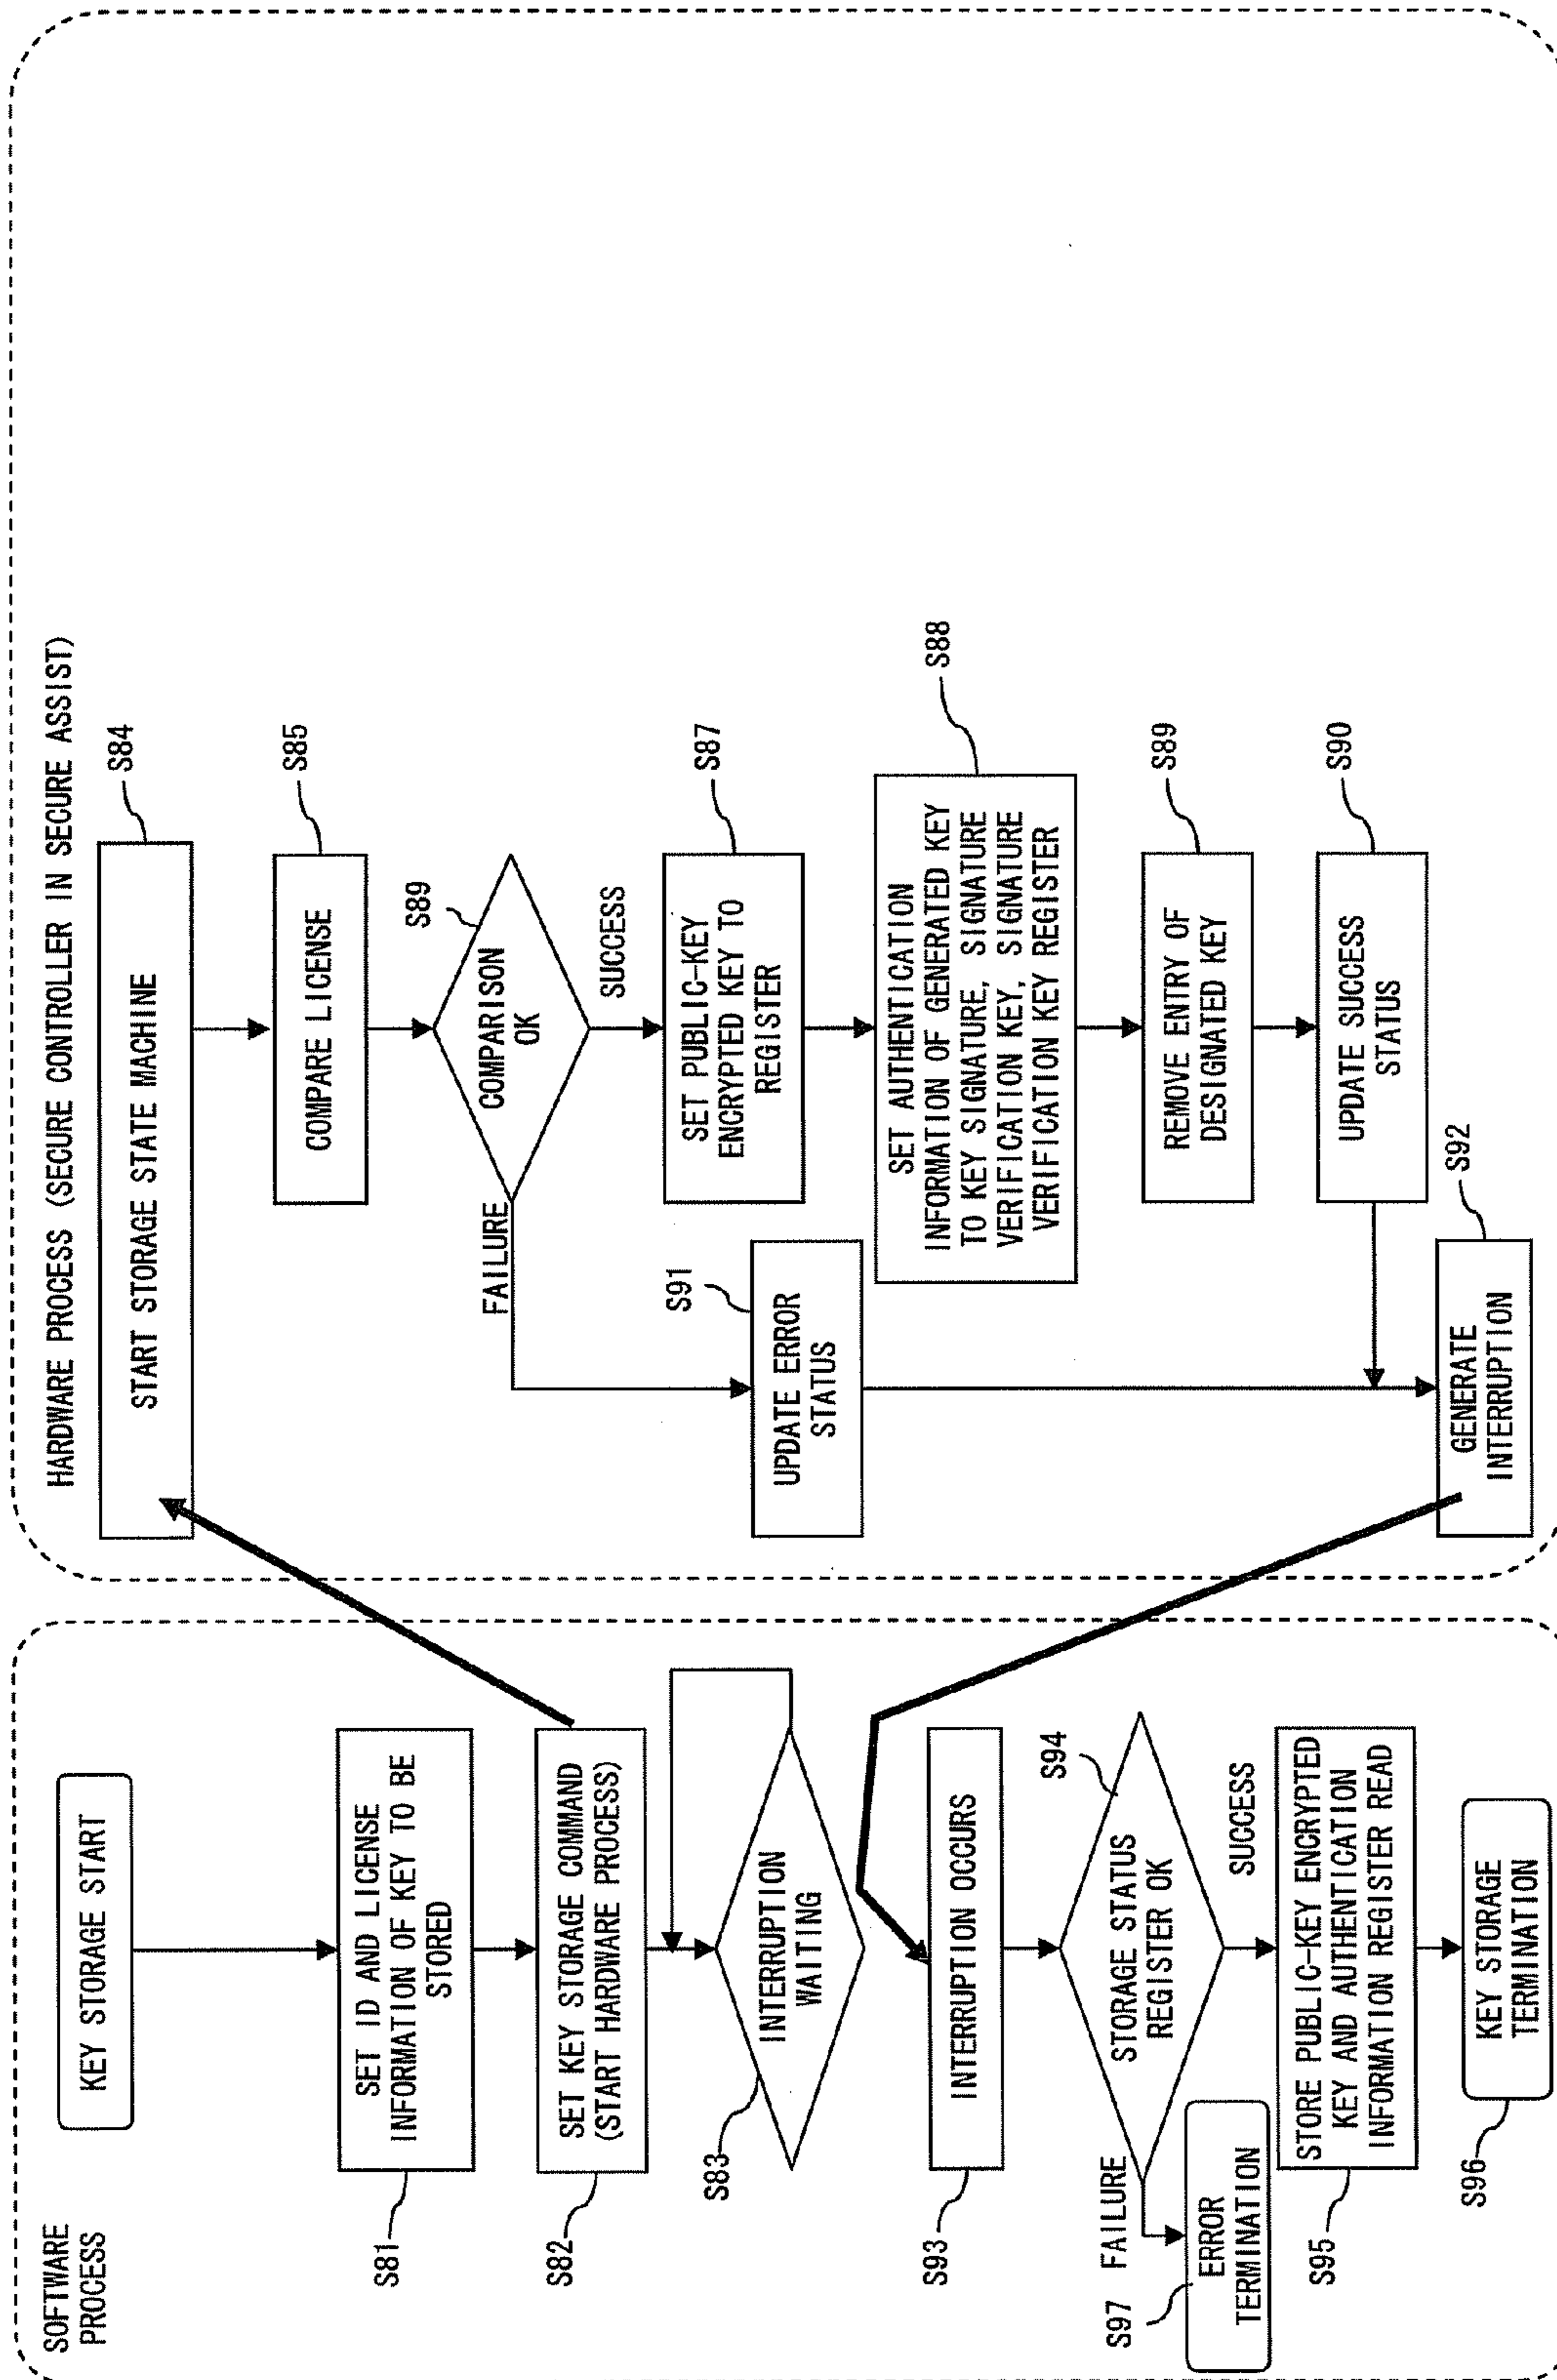 SOFTWARE
PROCESS
KEY STORAGE START
SET ID AND LICENSE
INFORMATION OF KEY TO BE
STORED
S81
SET KEY STORAGE COMMAND
(START HARDWARE PROCESS)
S82
INTERRUPTION
WAITING
S83
INTERRUPTION OCCURS
S93
STORAGE STATUS
REGISTER OK
S94
FAILURE
SUCCESS
S97
ERROR
TERMINATION
STORE PUBLIC-KEY ENCRYPTED
KEY AND AUTHENTICATION
INFORMATION REGISTER READ
S95
KEY STORAGE
TERMINATION
S96
HARDWARE PROCESS (SECURE CONTROLLER IN SECURE ASSIST)
START STORAGE STATE MACHINE
S84
COMPARE LICENSE
S85
COMPARISON
OK
S89
FAILURE
SUCCESS
SET PUBLIC-KEY
ENCRYPTED KEY TO
REGISTER
S87
UPDATE ERROR
STATUS
S91
SET AUTHENTICATION
INFORMATION OF GENERATED KEY
TO KEY SIGNATURE, SIGNATURE
VERIFICATION KEY, SIGNATURE
VERIFICATION KEY REGISTER
S88
REMOVE ENTRY OF
DESIGNATED KEY
S89
UPDATE SUCCESS
STATUS
S90
GENERATE
INTERRUPTION
S92